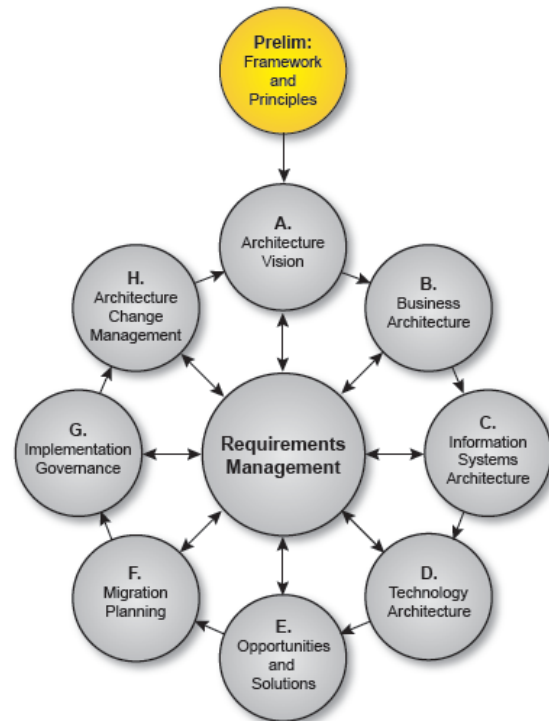 Prelim:
Framework
and
Principles
A.
Architecture
Vision
B.
Business
Architecture
C.
Information
Systems
Architecture
D.
Technology
Architecture
E.
Opportunities
and
Solutions
F.
Migration
Planning
G.
Implementation
Governance
H.
Architecture
Change
Management
Requirements
Management